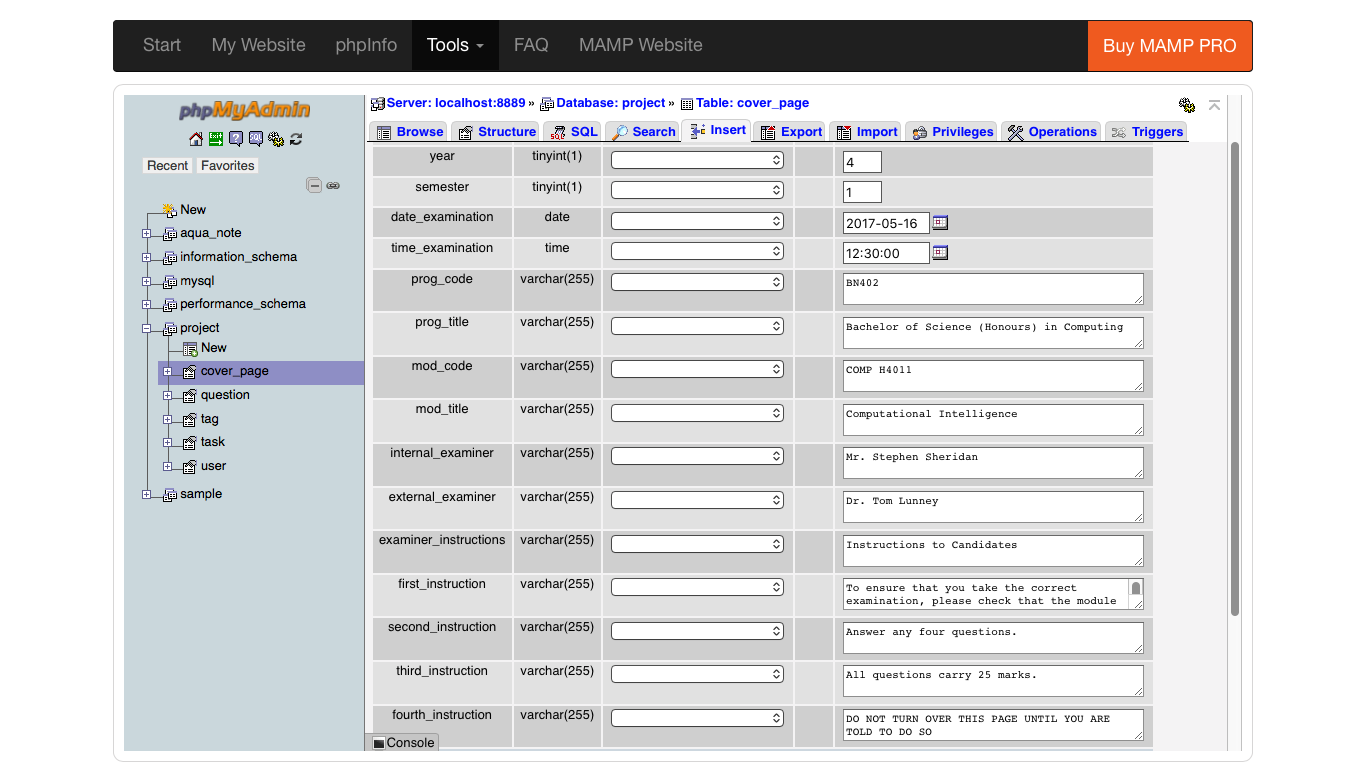 Start My Website phpInfo Tools FAQ MAMP Website Buy MAMP PRO
phpMyAdmin
Recent Favorites
New
aqua_note
information_schema
mysql
performance_schema
project
New
cover_page
question
tag
task
user
sample
Server: localhost:8889 » Database: project » Table: cover_page
Browse Structure SQL Search Insert Export Import Privileges Operations Triggers
year tinyint(1) 4
semester tinyint(1) 1
date_examination date 2017-05-16
time_examination time 12:30:00
prog_code varchar(255) BN402
prog_title varchar(255) Bachelor of Science (Honours) in Computing
mod_code varchar(255) COMP H4011
mod_title varchar(255) Computational Intelligence
internal_examiner varchar(255) Mr. Stephen Sheridan
external_examiner varchar(255) Dr. Tom Lunney
examiner_instructions varchar(255) Instructions to Candidates
first_instruction varchar(255) To ensure that you take the correct
examination, please check that the module
second_instruction varchar(255) Answer any four questions.
third_instruction varchar(255) All questions carry 25 marks.
fourth_instruction varchar(255) DO NOT TURN OVER THIS PAGE UNTIL YOU ARE
TOLD TO DO SO
Console